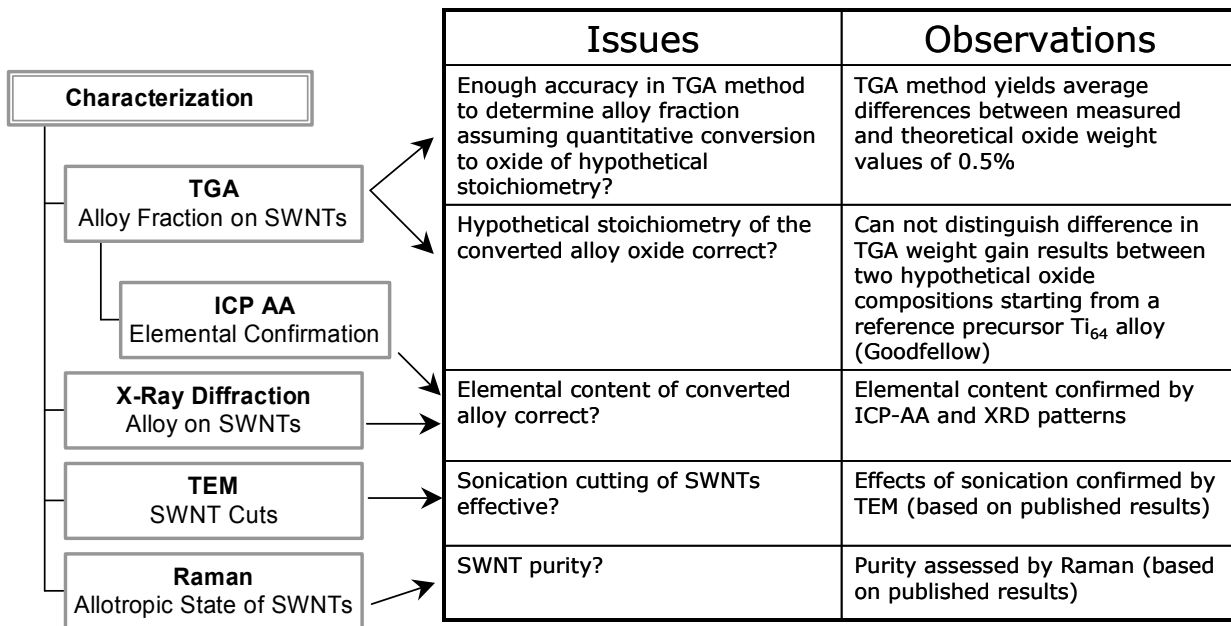 Characterization
TGA
Alloy Fraction on SWNTs
ICP AA
Elemental Confirmation
X-Ray Diffraction
Alloy on SWNTs
TEM
SWNT Cuts
Raman
Allotropic State of SWNTs
Issues
Observations
Enough accuracy in TGA method
to determine alloy fraction
assuming quantitative conversion
to oxide of hypothetical
stoichiometry?
TGA method yields average
differences between measured
and theoretical oxide weight
values of 0.5%
Hypothetical stoichiometry of the
converted alloy oxide correct?
Can not distinguish difference in
TGA weight gain results between
two hypothetical oxide
compositions starting from a
reference precursor Ti₆₄ alloy
(Goodfellow)
Elemental content of converted
alloy correct?
Elemental content confirmed by
ICP-AA and XRD patterns
Sonication cutting of SWNTs
effective?
Effects of sonication confirmed by
TEM (based on published results)
SWNT purity?
Purity assessed by Raman (based
on published results)